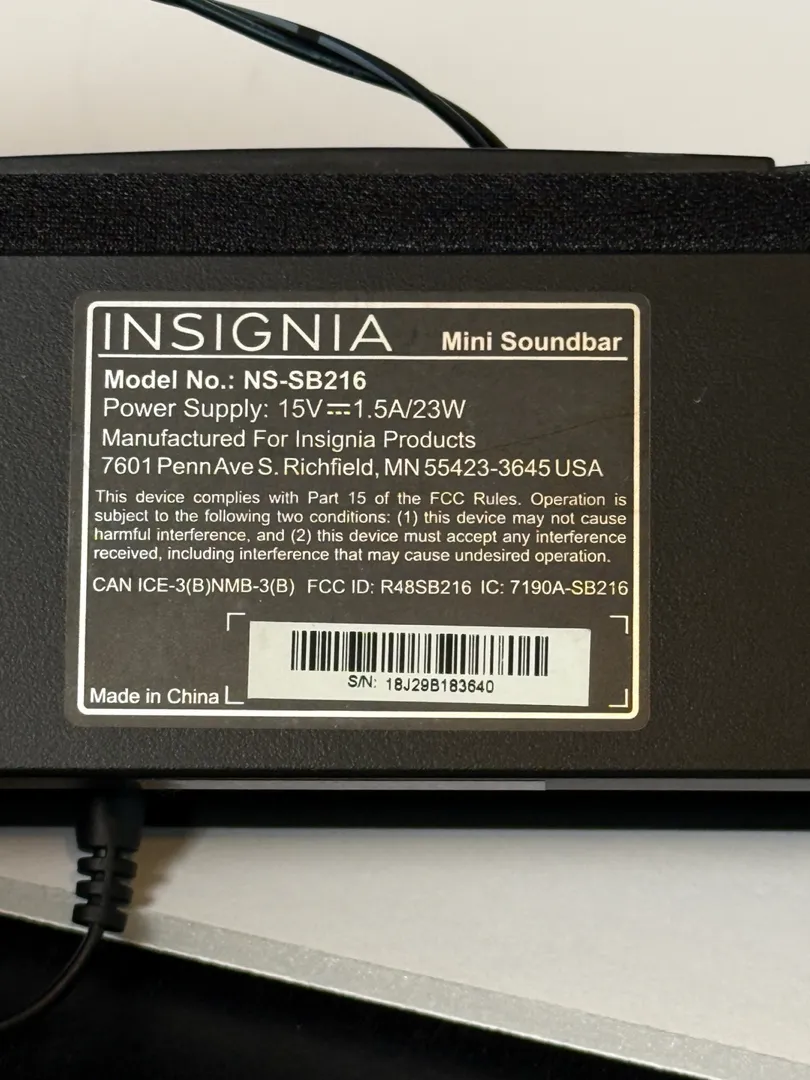 INSIGNIA Mini Soundbar
Model No.: NS-SB216
Power Supply: 15V⎓1.5A/23W
Manufactured For Insignia Products
7601 Penn Ave S. Richfield, MN 55423-3645 USA
This device complies with Part 15 of the FCC Rules. Operation is
subject to the following two conditions: (1) this device may not cause
harmful interference, and (2) this device must accept any interference
received, including interference that may cause undesired operation.
CAN ICE-3(B)NMB-3(B) FCC ID: R48SB216 IC: 7190A-SB216
S/N: 18J29B183640
Made in China